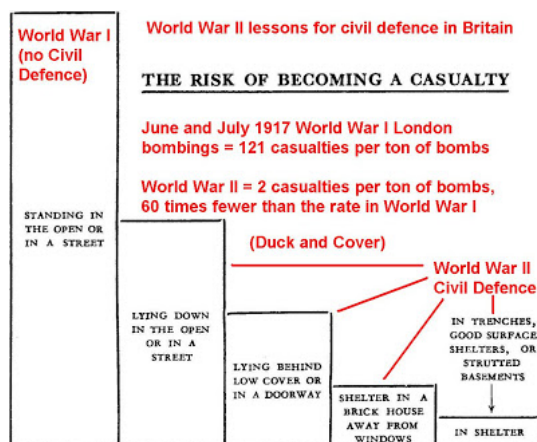 World War I
(no Civil
Defence)
World War II lessons for civil defence in Britain
THE RISK OF BECOMING A CASUALTY
June and July 1917 World War I London
bombings = 121 casualties per ton of bombs
World War II = 2 casualties per ton of bombs,
60 times fewer than the rate in World War I
(Duck and Cover)
World War II
Civil Defence
STANDING IN
THE OPEN OR
IN A STREET
LYING DOWN
IN THE OPEN
OR IN A
STREET
LYING BEHIND
LOW COVER OR
IN A DOORWAY
SHELTER IN A
BRICK HOUSE
AWAY FROM
WINDOWS
IN TRENCHES,
GOOD SURFACE
SHELTERS, OR
STRUTTED
BASEMENTS
IN SHELTER